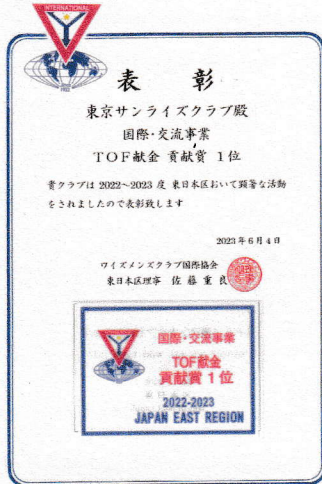 INTERNATIONAL
表彰
東京サンライズクラブ殿
国際・交流事業
TOF献金 貢献賞 1位
貴クラブは 2022～2023 度 東日本区おいて顕著な活動
をされましたので表彰致します
2023年6月4日
ワイズメンズクラブ国際協会
東日本区理事 佐藤重良
国際・交流事業
TOF献金
貢献賞 1位
2022-2023
JAPAN EAST REGION